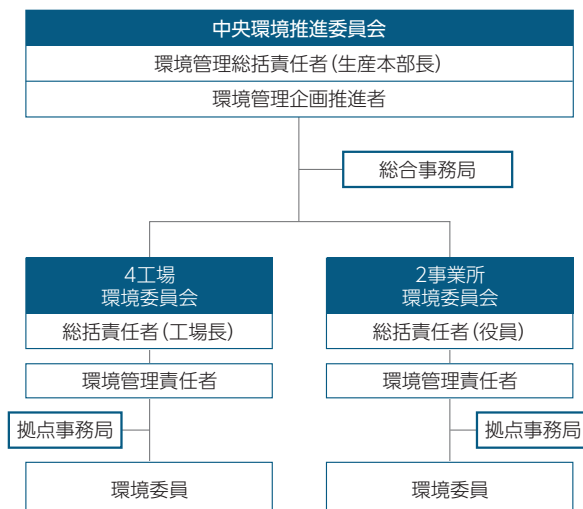 中央環境推進委員会
環境管理総括責任者(生産本部長)
環境管理企画推進者
総合事務局
4工場
環境委員会
総括責任者(工場長)
環境管理責任者
拠点事務局
環境委員
2事業所
環境委員会
総括責任者(役員)
環境管理責任者
拠点事務局
環境委員